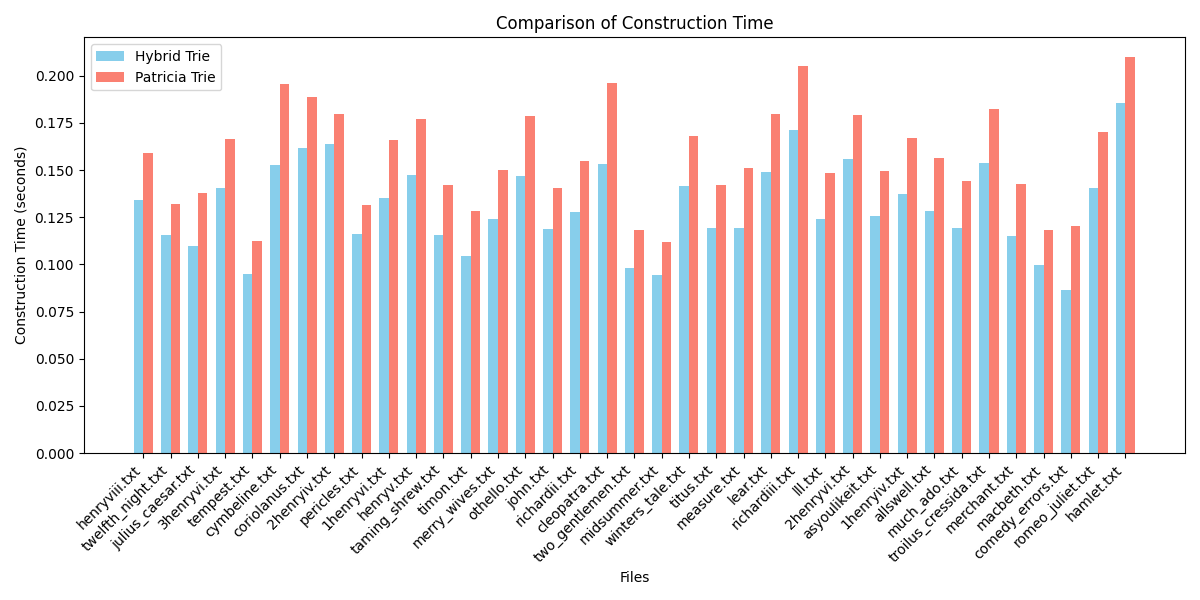 Comparison of Construction Time
Hybrid Trie
Patricia Trie
Construction Time (seconds)
0.200
0.175
0.150
0.125
0.100
0.075
0.050
0.025
0.000
henryviii.txt
twelfth_night.txt
julius_caesar.txt
3henryvi.txt
tempest.txt
cymbeline.txt
coriolanus.txt
2henryiv.txt
pericles.txt
1henryvi.txt
henryv.txt
taming_shrew.txt
timon.txt
merry_wives.txt
othello.txt
john.txt
richardii.txt
cleopatra.txt
two_gentlemen.txt
midsummer.txt
winters_tale.txt
titus.txt
measure.txt
lear.txt
richardiii.txt
lll.txt
2henryvi.txt
asyoulikeit.txt
1henryiv.txt
allswell.txt
much_ado.txt
troilus_cressida.txt
merchant.txt
macbeth.txt
comedy_errors.txt
romeo_juliet.txt
hamlet.txt
Files